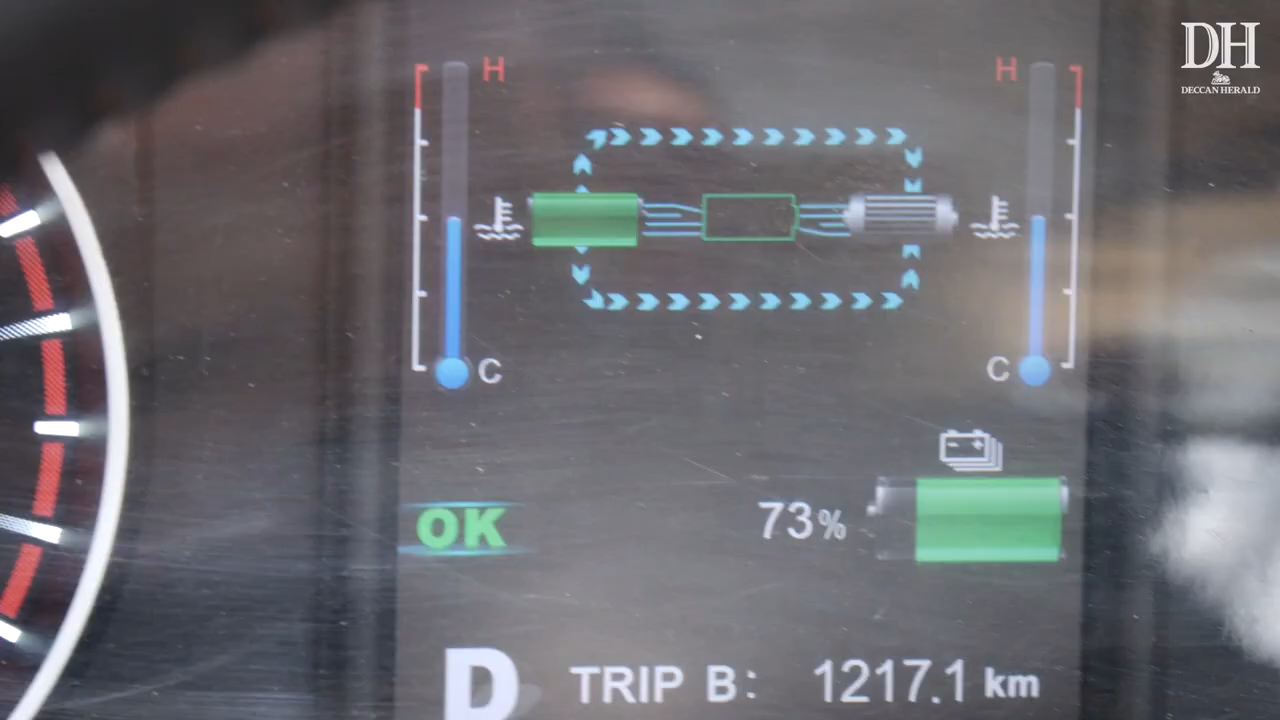 DH
DECCAN HERALD
H H
C C
OK 73%
D TRIP B: 1217.1 km